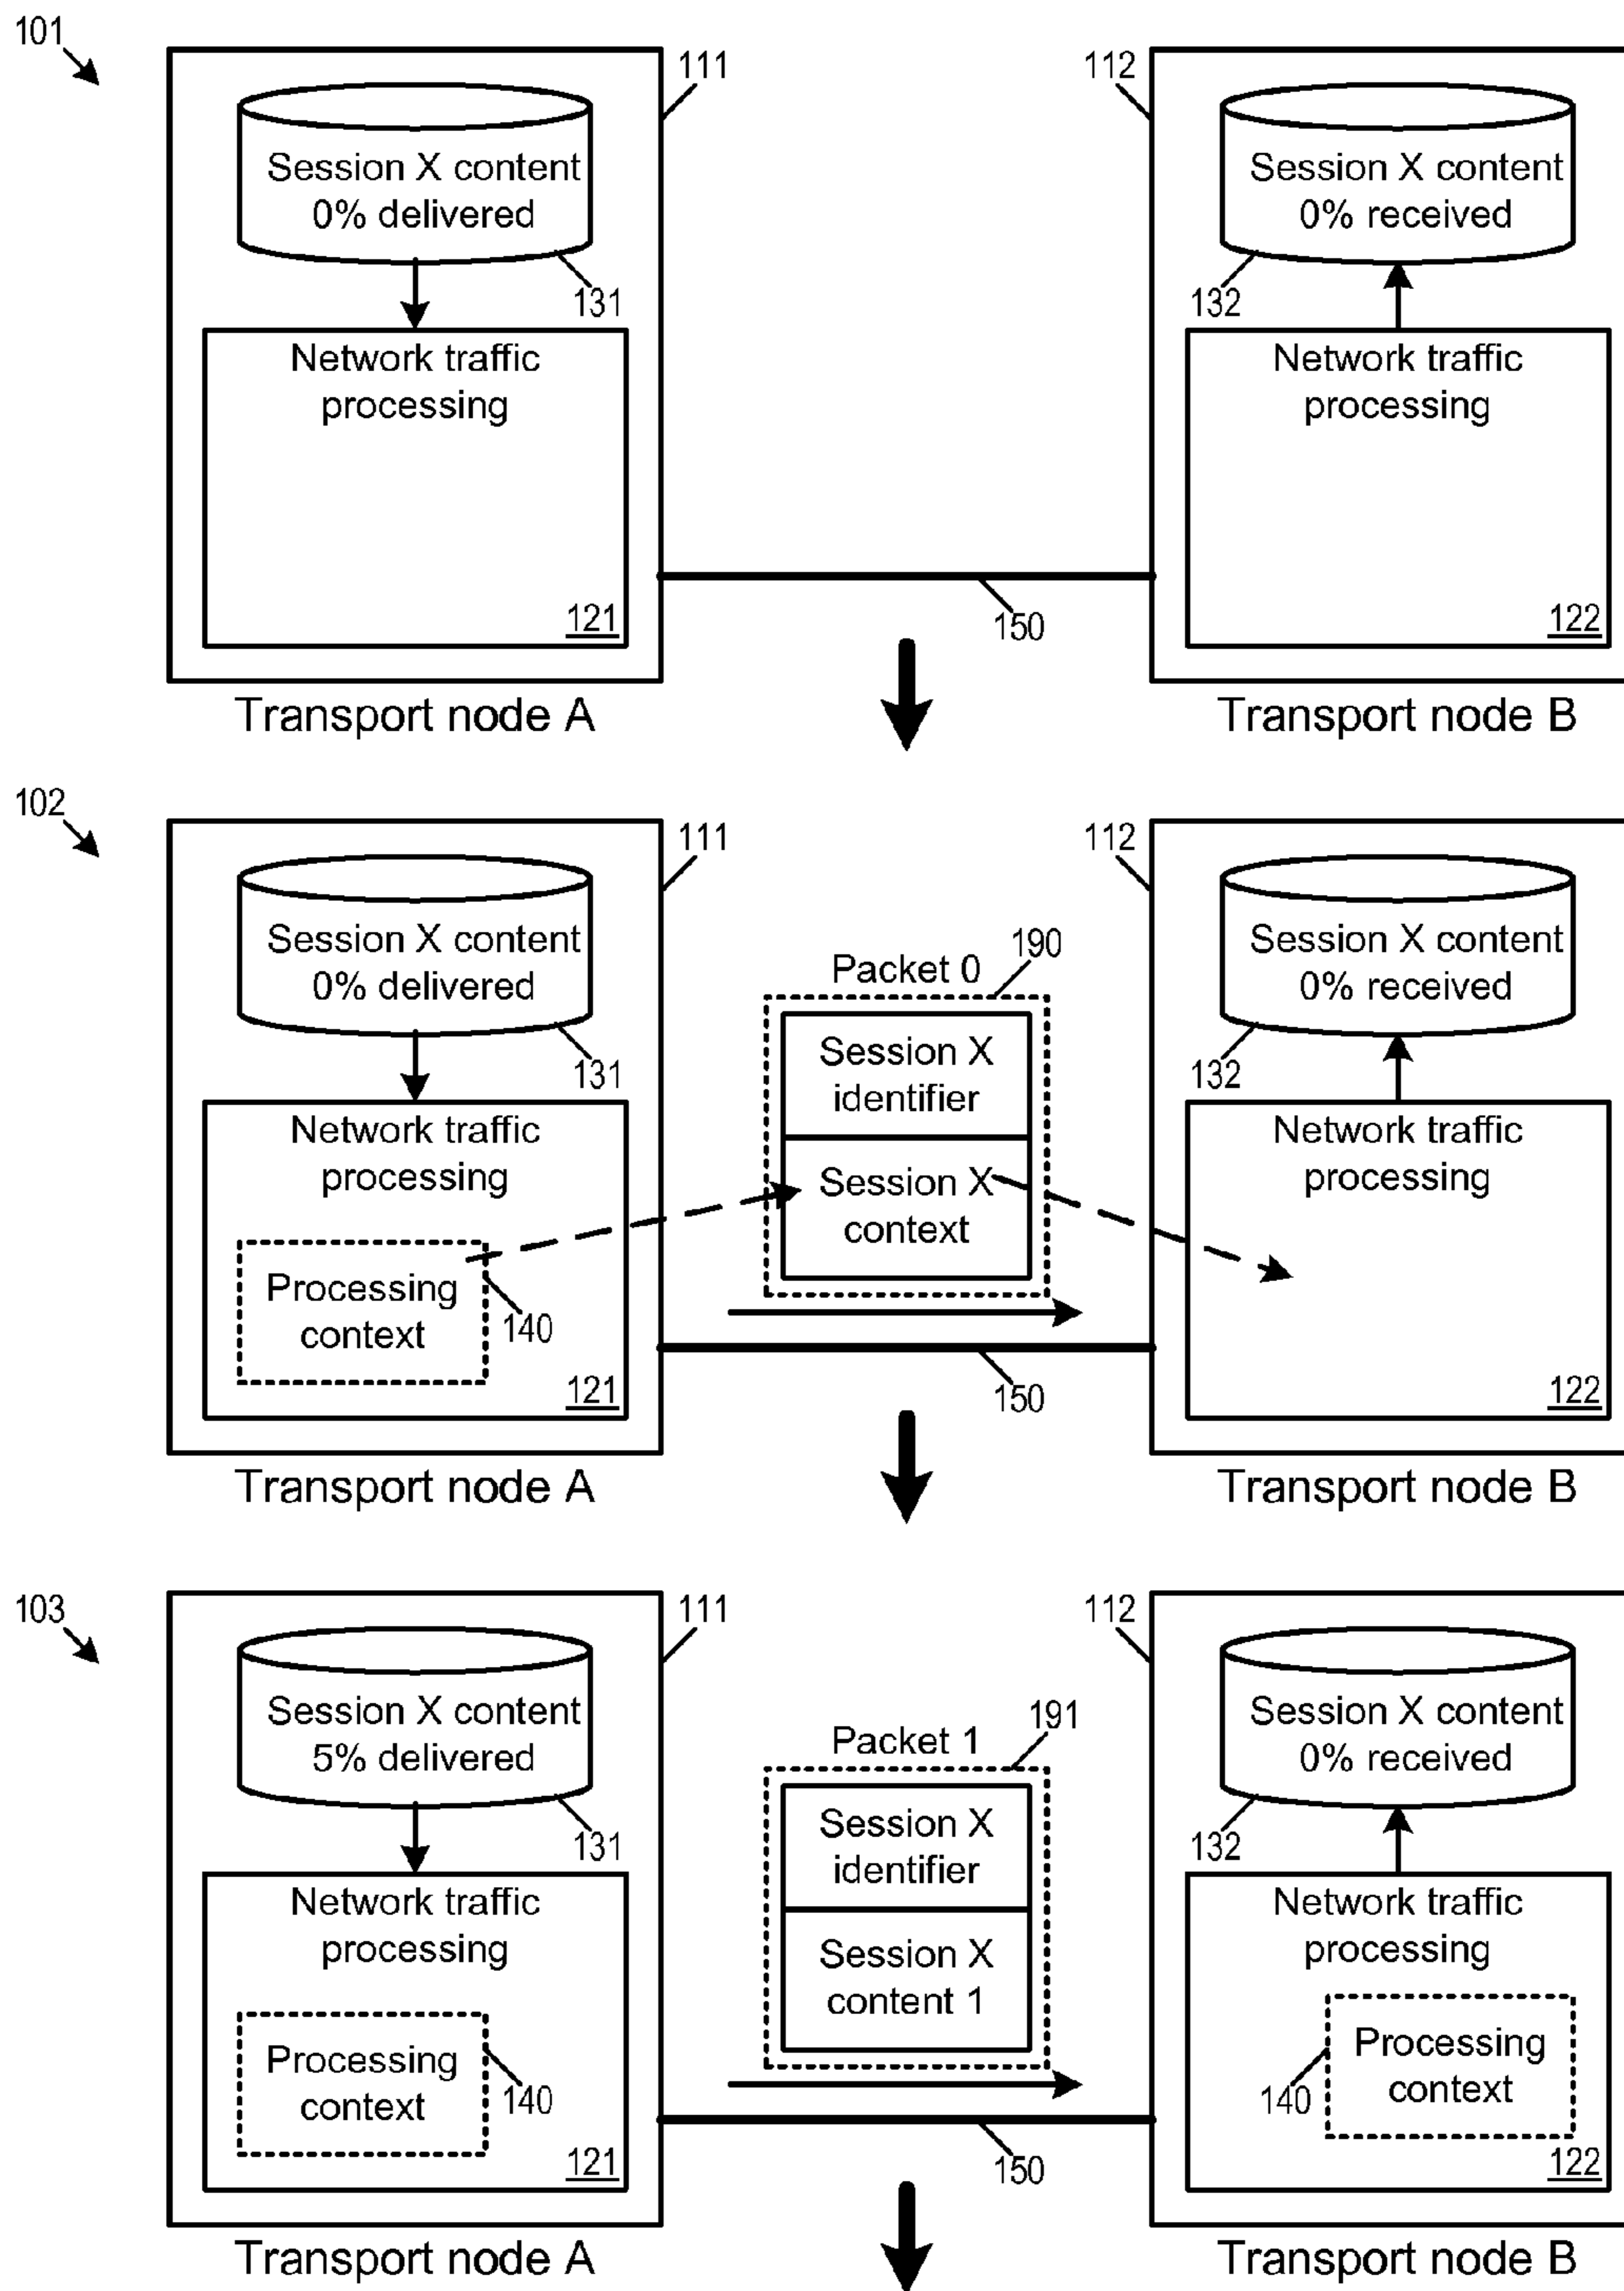 101
111
112
Session X content
0% delivered
Session X content
0% received
131
132
Network traffic
processing
Network traffic
processing
121
150
122
Transport node A
Transport node B
102
111
112
Session X content
0% delivered
190
Packet 0
Session X content
0% received
131
Session X
identifier
132
Network traffic
processing
Session X
context
Network traffic
processing
Processing
context
140
121
150
122
Transport node A
Transport node B
103
111
112
Session X content
5% delivered
191
Packet 1
Session X content
0% received
131
Session X
identifier
132
Network traffic
processing
Session X
content 1
Network traffic
processing
Processing
context
140
140
Processing
context
121
150
122
Transport node A
Transport node B